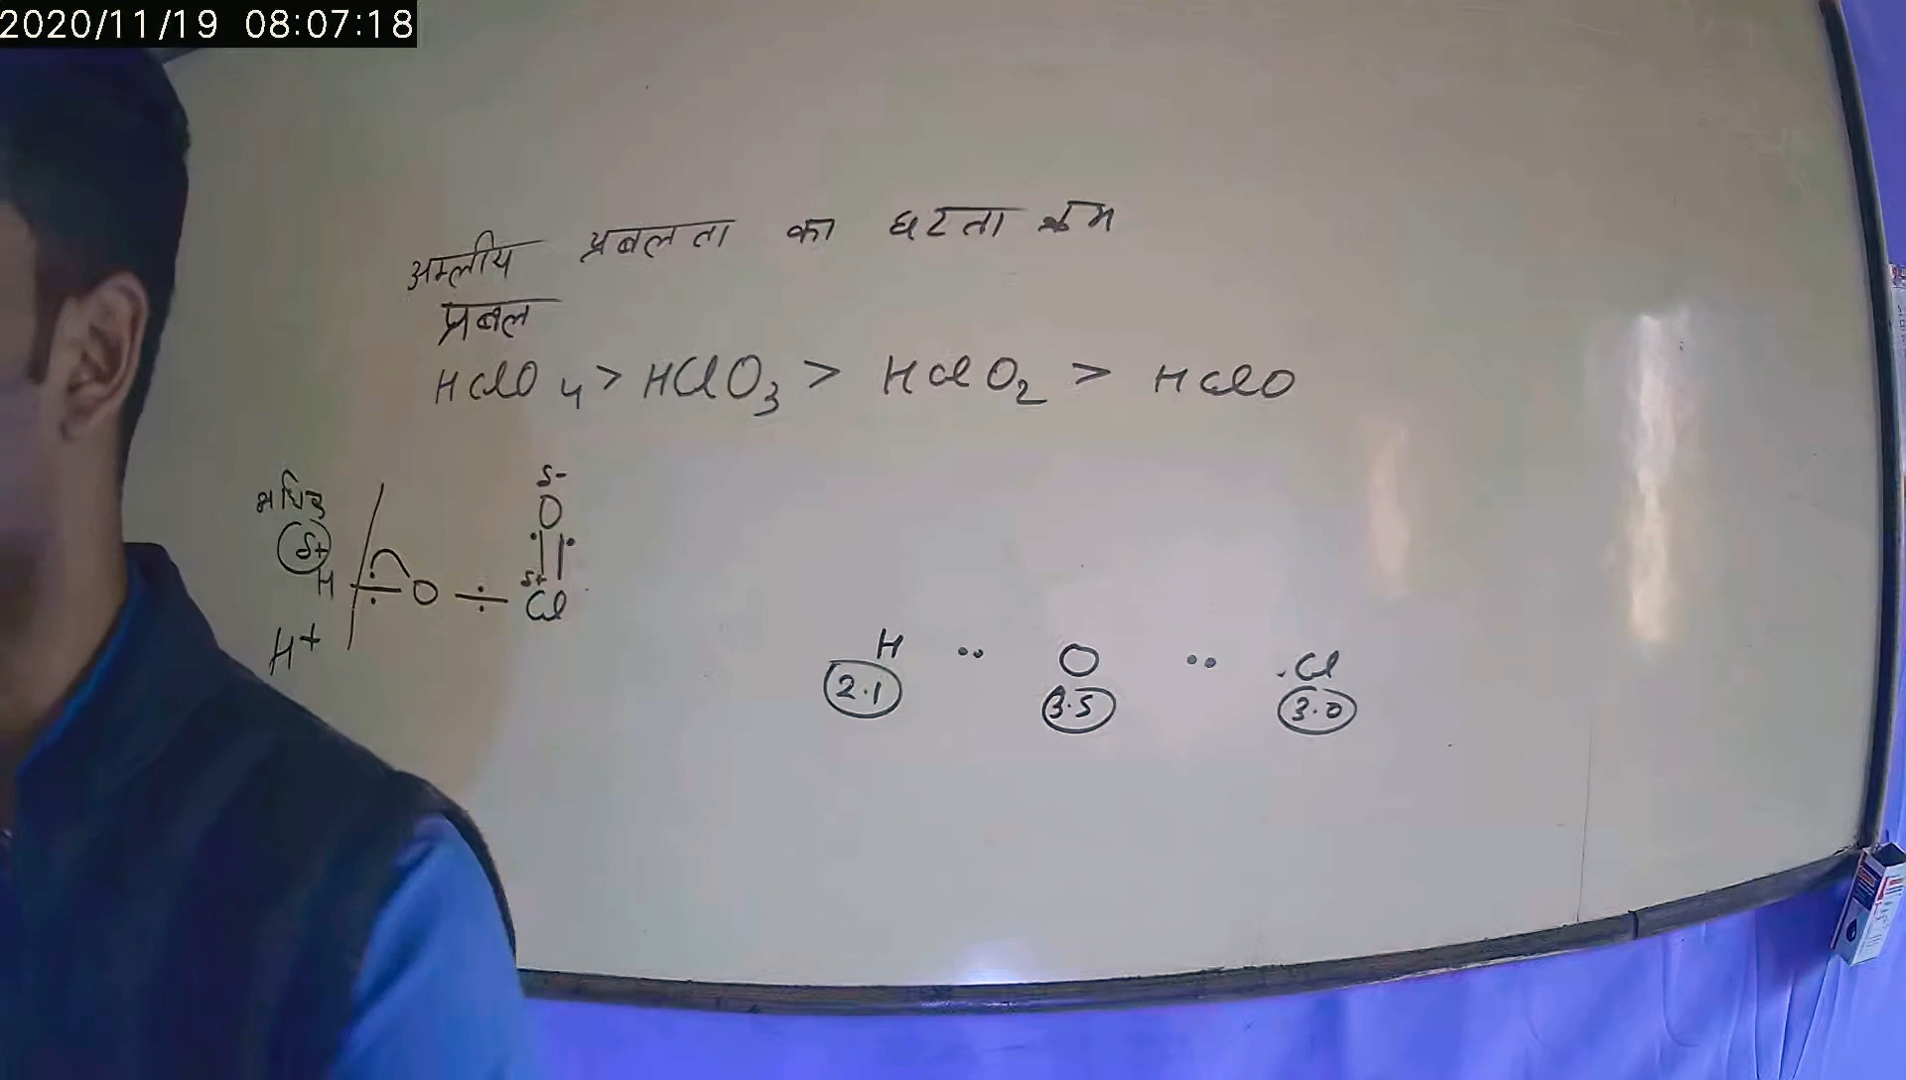 2020/11/19 08:07:18
अम्लीय प्रबलता का घटता क्रम
प्रबल
HClO4 > HClO3 > HClO2 > HClO
अधिक
δ+
δ-
O
δ+
H O Cl
H+
H •• O •• Cl
2.1 3.5 3.0